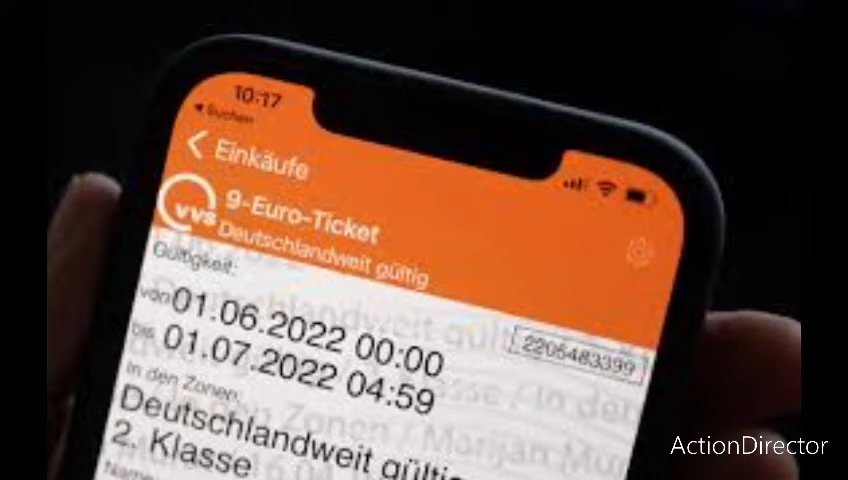 10:17
Suchen
Einkäufe
vvs
9-Euro-Ticket
Deutschlandweit gültig
Gültigkeit:
von 01.06.2022 00:00
2205483399
bis 01.07.2022 04:59
In den Zonen:
Deutschlandweit gültig
2. Klasse
Name
ActionDirector